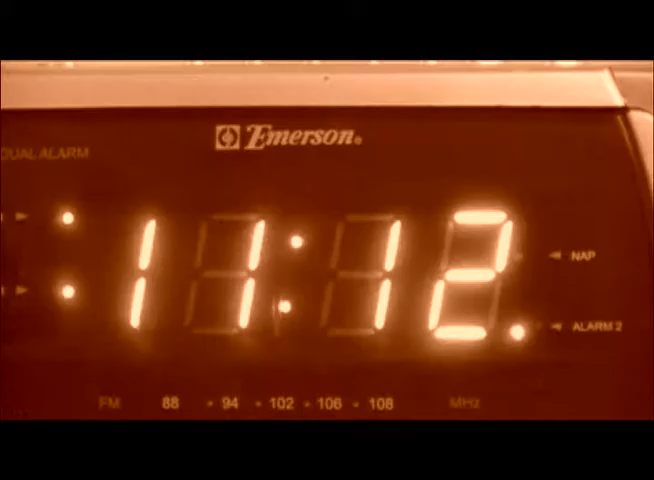 Emerson
DUAL ALARM
11:12
NAP
ALARM 2
FM 88 94 102 106 108 MHz